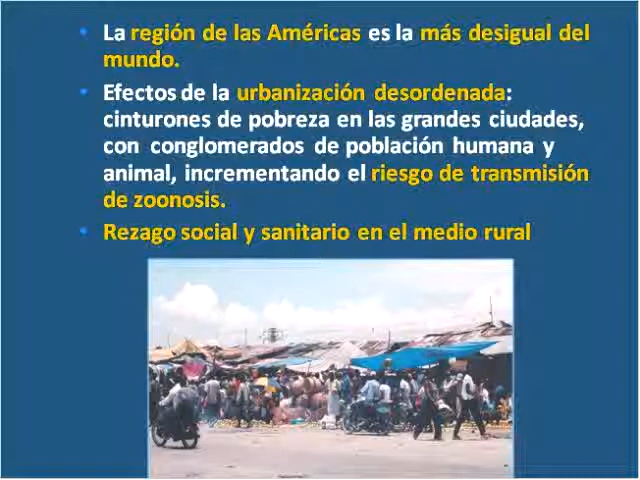 • La región de las Américas es la más desigual del
mundo.
• Efectos de la urbanización desordenada:
cinturones de pobreza en las grandes ciudades,
con conglomerados de población humana y
animal, incrementando el riesgo de transmisión
de zoonosis.
• Rezago social y sanitario en el medio rural